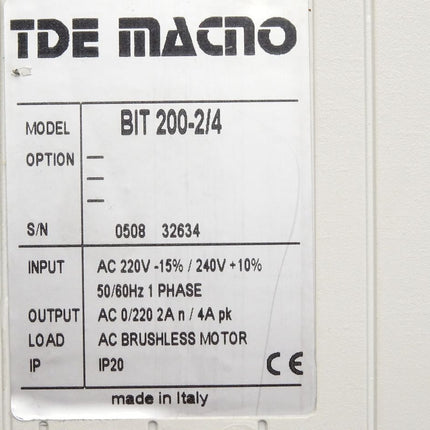 TDE MACNO
MODEL BIT 200-2/4
OPTION —
—
—
S/N 0508 32634
INPUT AC 220V -15% / 240V +10%
50/60Hz 1 PHASE
OUTPUT AC 0/220 2A n / 4A pk
LOAD AC BRUSHLESS MOTOR
IP IP20 CE
made in Italy